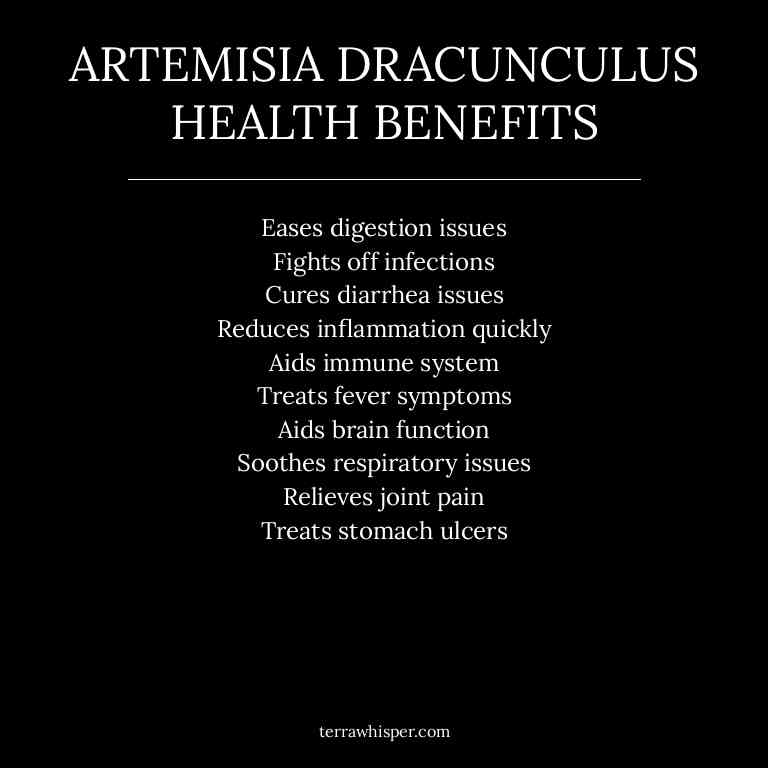 ARTEMISIA DRACUNCULUS
HEALTH BENEFITS
Eases digestion issues
Fights off infections
Cures diarrhea issues
Reduces inflammation quickly
Aids immune system
Treats fever symptoms
Aids brain function
Soothes respiratory issues
Relieves joint pain
Treats stomach ulcers
terrawhisper.com